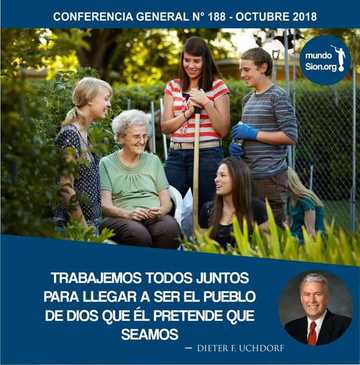 CONFERENCIA GENERAL N° 188 - OCTUBRE 2018
mundo
Sion.org
TRABAJEMOS TODOS JUNTOS
PARA LLEGAR A SER EL PUEBLO
DE DIOS QUE ÉL PRETENDE QUE
SEAMOS
— DIETER F. UCHDORF